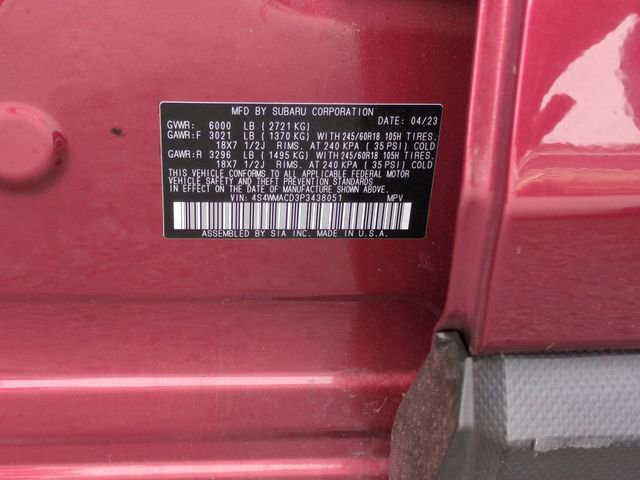 MFD BY SUBARU CORPORATION DATE: 04/23
GVWR: 6000 LB ( 2721 KG)
GAWR:F 3021 LB ( 1370 KG) WITH 245/60R18 105H TIRES.
18X7 1/2J RIMS. AT 240 KPA ( 35 PSI) COLD
GAWR:R 3296 LB ( 1495 KG) WITH 245/60R18 105H TIRES.
18X7 1/2J RIMS. AT 240 KPA ( 35 PSI) COLD
THIS VEHICLE CONFORMS TO ALL APPLICABLE FEDERAL MOTOR
VEHICLE SAFETY AND THEFT PREVENTION STANDARDS
IN EFFECT ON THE DATE OF MANUFACTURE SHOWN ABOVE.
VIN: 4S4WMACD3P3438051 MPV
ASSEMBLED BY SIA INC. MADE IN U.S.A.